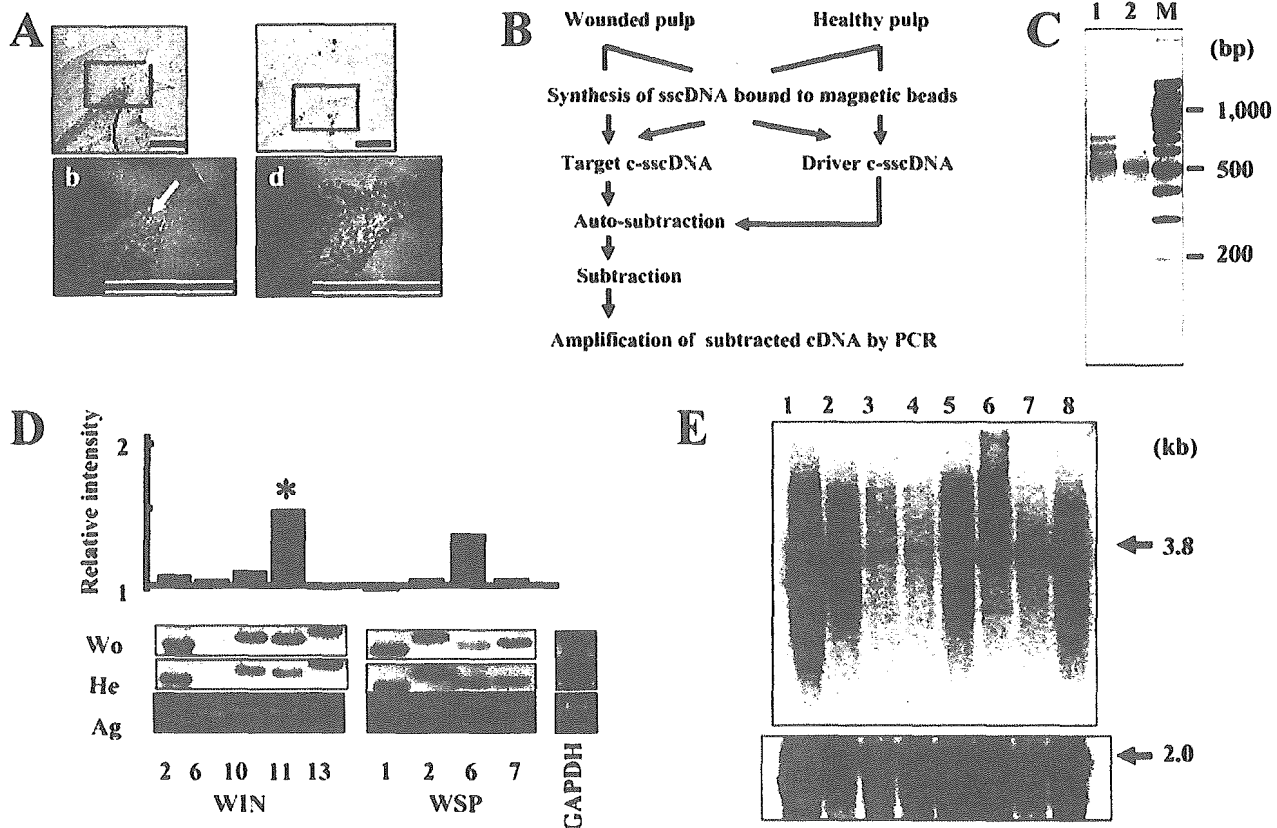 A
b
d
B
Wounded pulp
Healthy pulp
Synthesis of sscDNA bound to magnetic beads
Target c-sscDNA
Driver c-sscDNA
Auto-subtraction
Subtraction
Amplification of subtracted cDNA by PCR
C
1 2 M
(bp)
1,000
500
200
D
Relative intensity
2
*
1
Wo
He
Ag
2 6 10 11 13
WIN
1 2 6 7
WSP
GAPDH
E
1 2 3 4 5 6 7 8
(kb)
3.8
2.0